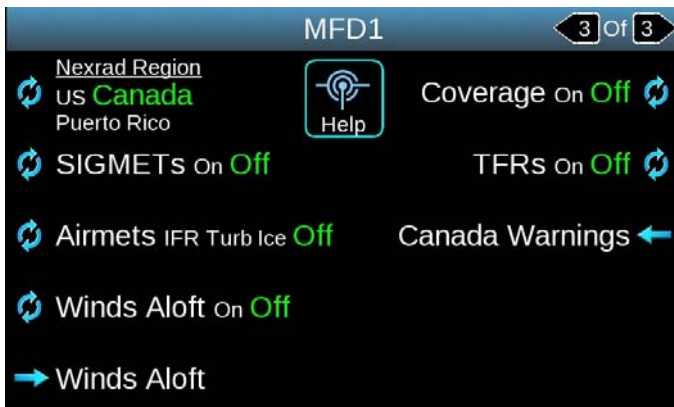 MFD1
3 Of 3
Nexrad Region
US Canada
Puerto Rico
Help
Coverage On Off
SIGMETs On Off
TFRs On Off
Airmets IFR Turb Ice Off
Canada Warnings
Winds Aloft On Off
Winds Aloft